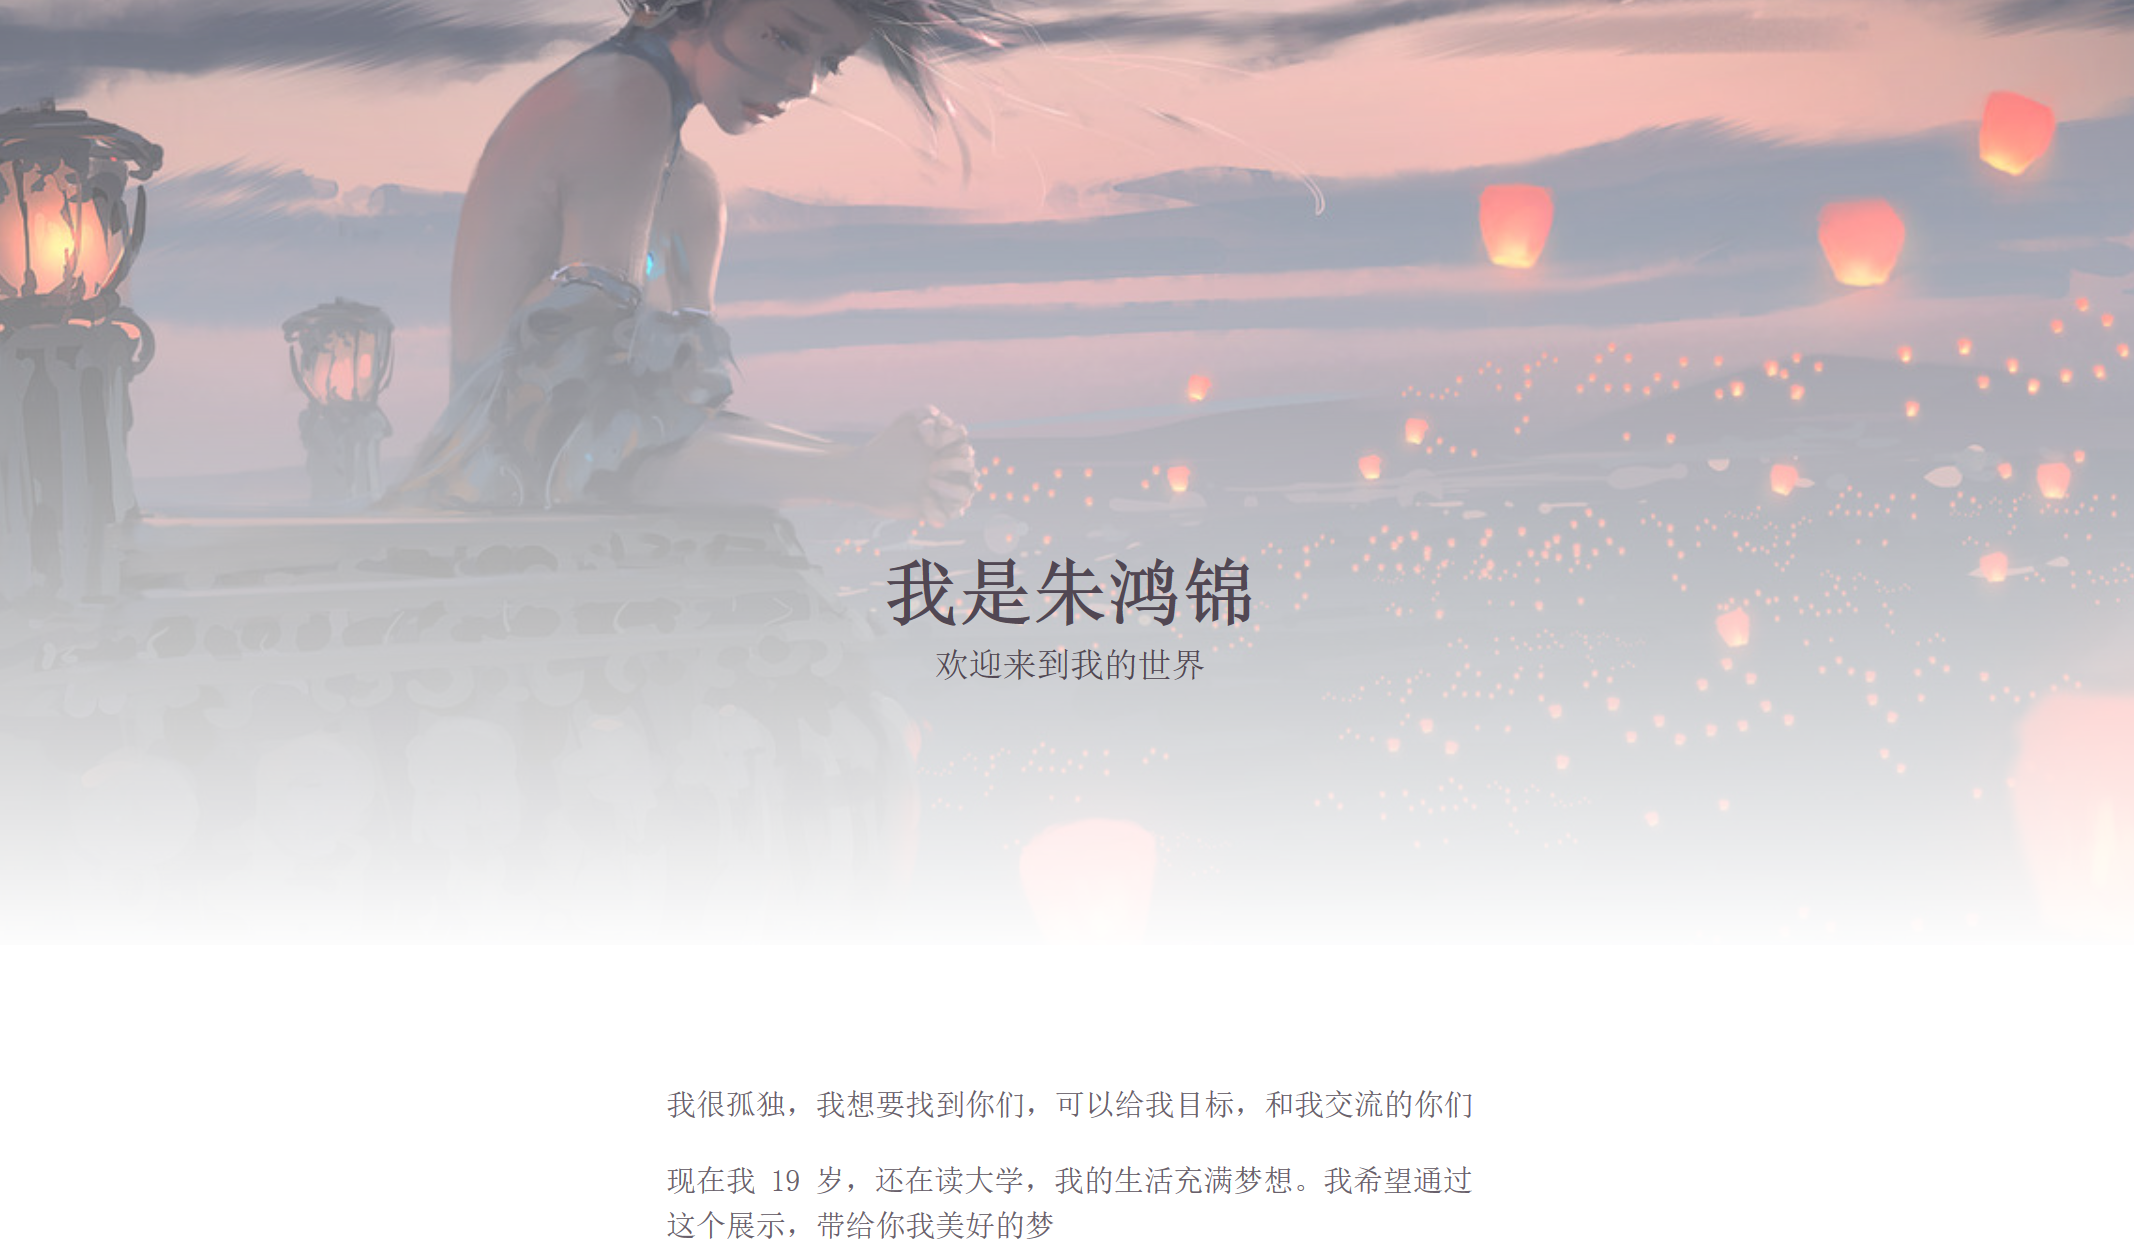 我是朱鸿锦
欢迎来到我的世界
我很孤独，我想要找到你们，可以给我目标，和我交流的你们
现在我 19 岁，还在读大学，我的生活充满梦想。我希望通过
这个展示，带给你我美好的梦